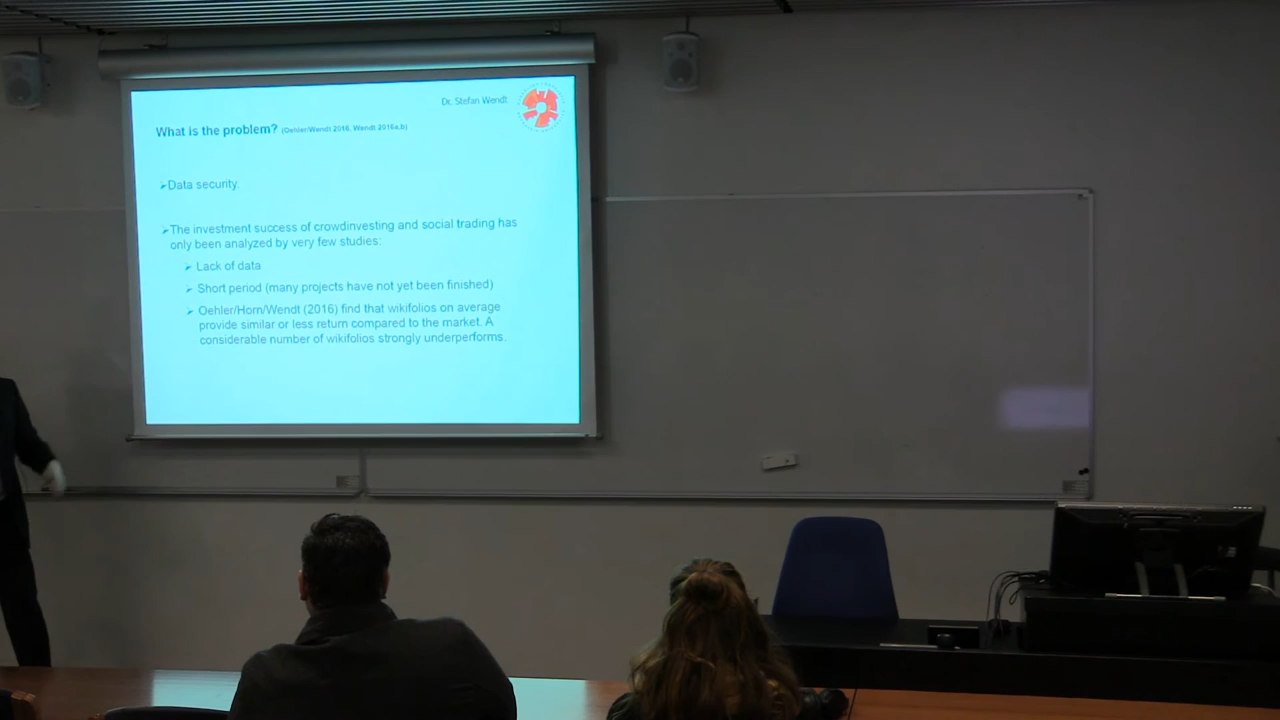 Dr. Stefan Wendt
What is the problem? (Oehler/Wendt 2016, Wendt 2016a,b)
➢Data security.
➢The investment success of crowdinvesting and social trading has
only been analyzed by very few studies:
➢ Lack of data
➢ Short period (many projects have not yet been finished)
➢ Oehler/Horn/Wendt (2016) find that wikifolios on average
provide similar or less return compared to the market. A
considerable number of wikifolios strongly underperforms.